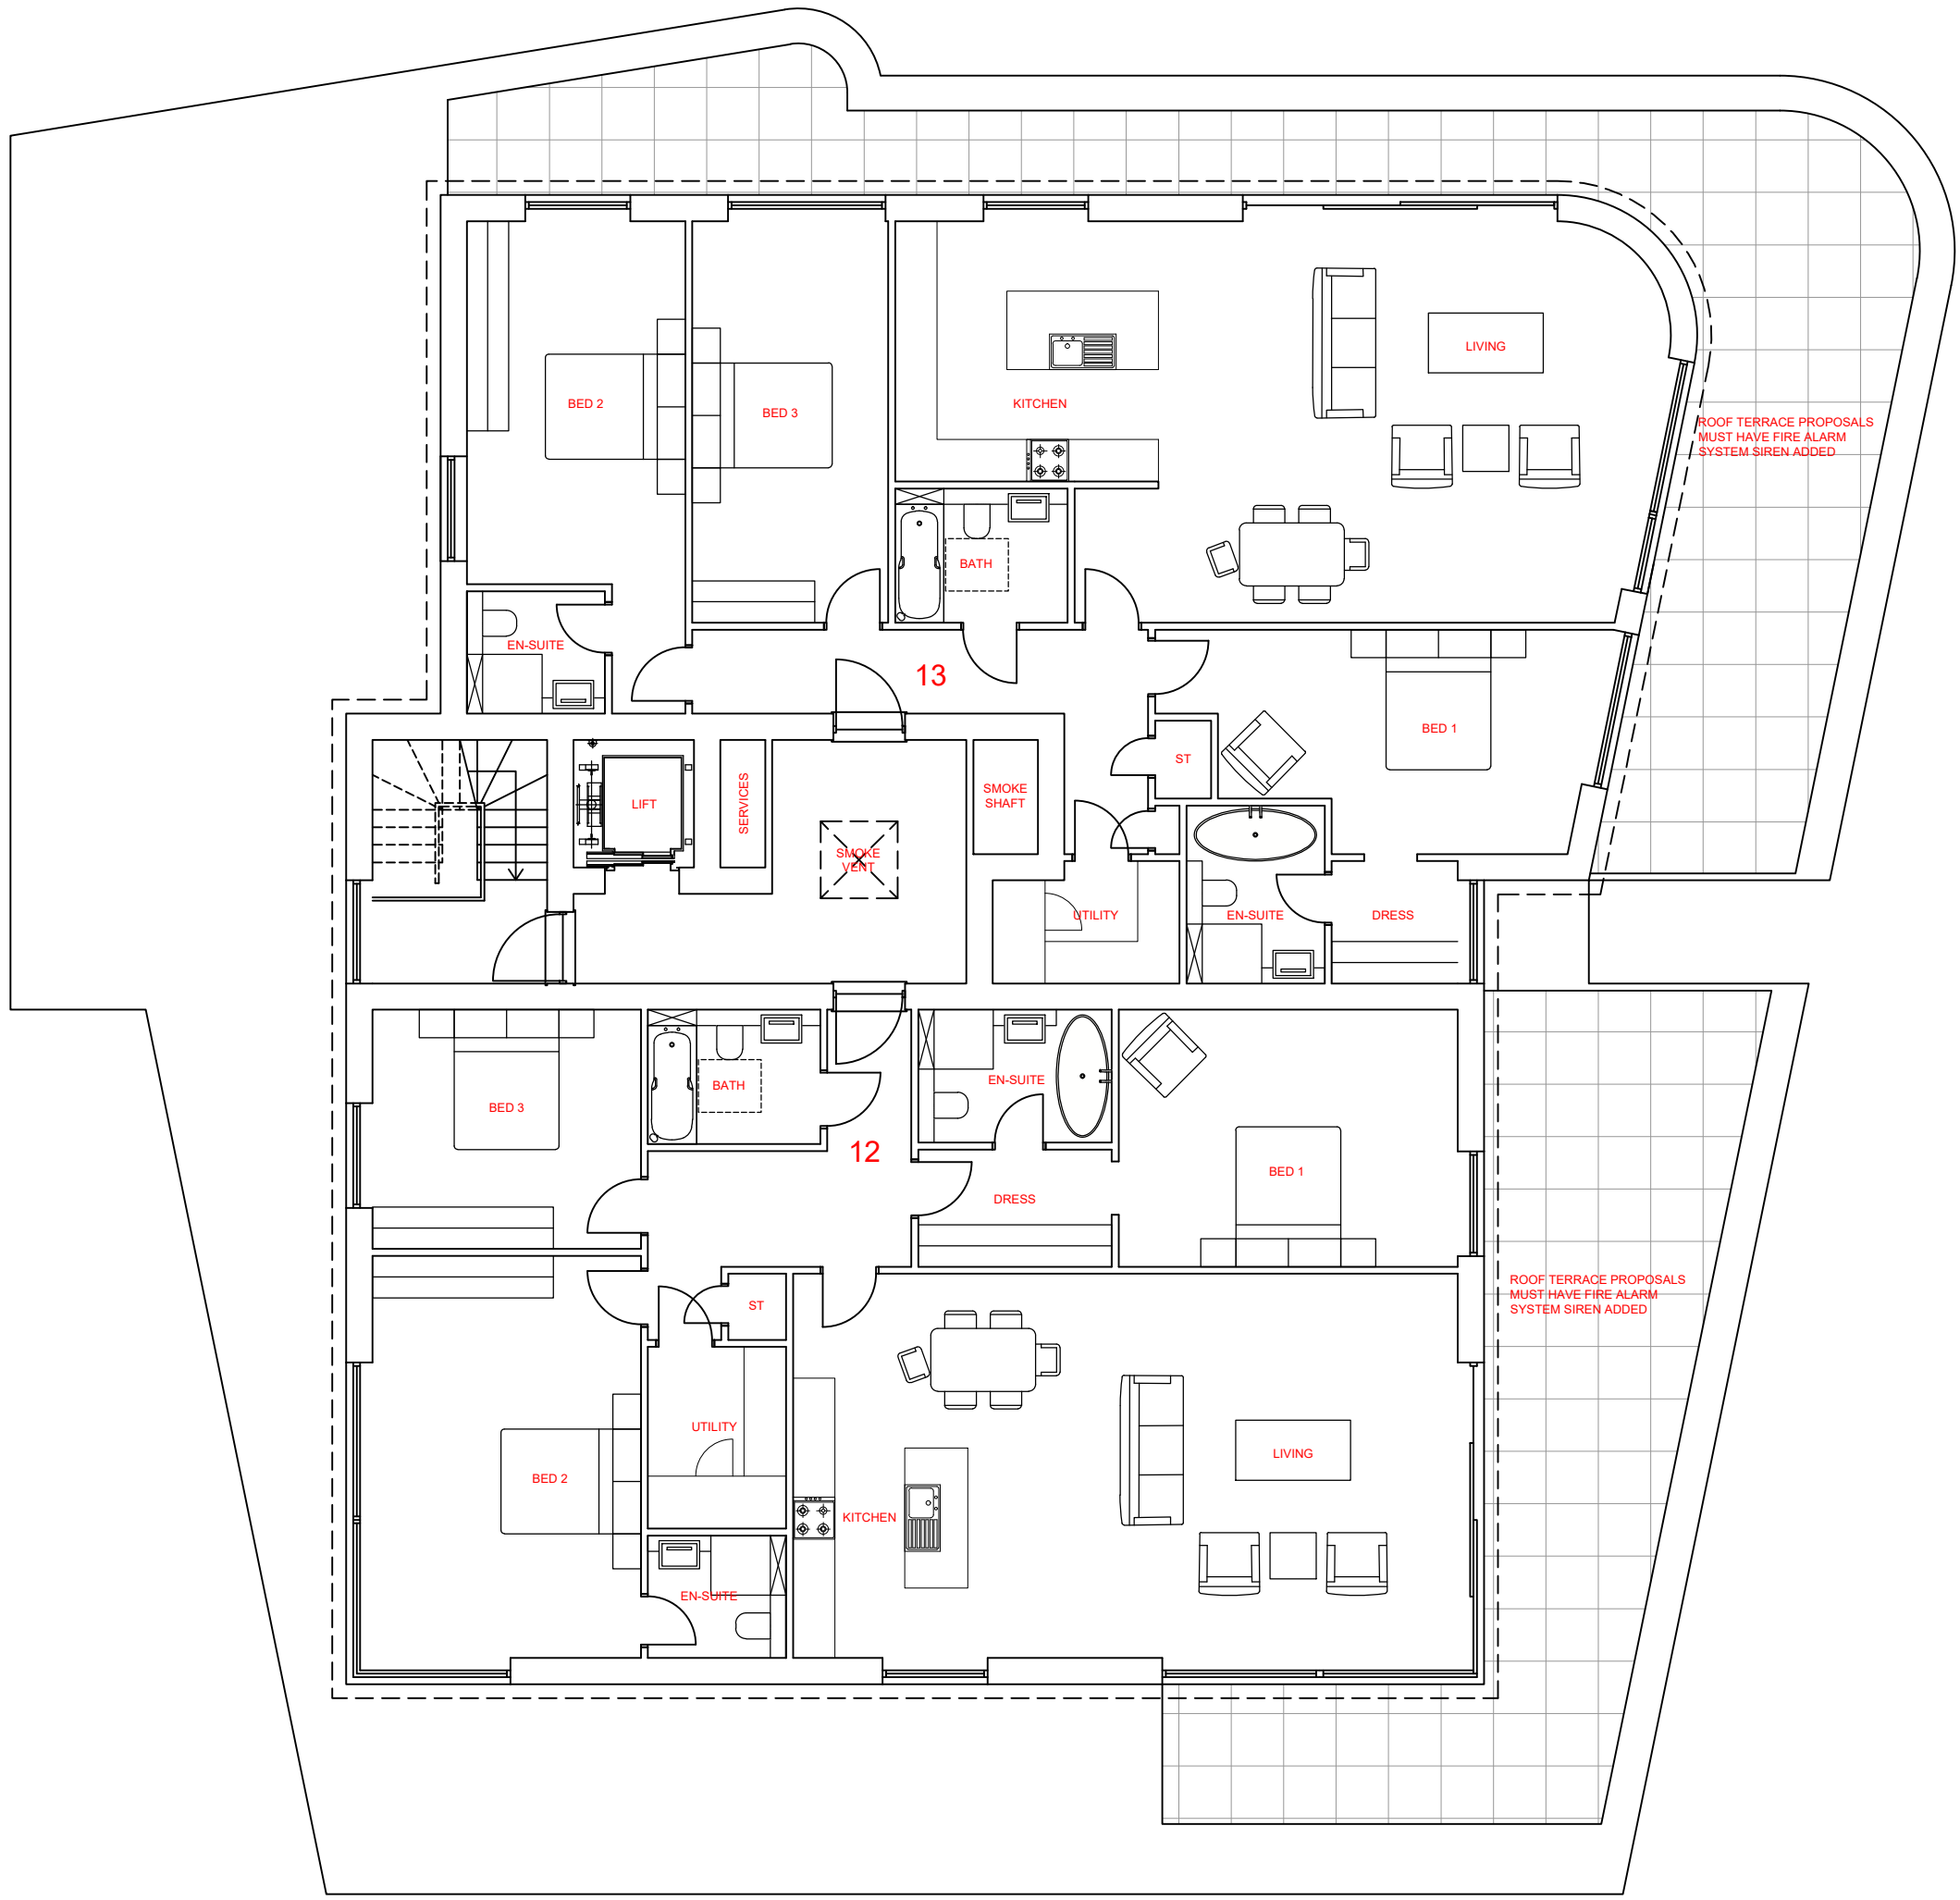 LIVING
BED 2
BED 3
KITCHEN
ROOF TERRACE PROPOSALS
MUST HAVE FIRE ALARM
SYSTEM SIREN ADDED
BATH
EN-SUITE
13
BED 1
ST
LIFT
SERVICES
SMOKE
SHAFT
SMOKE
VENT
UTILITY
EN-SUITE
DRESS
BATH
EN-SUITE
BED 3
12
BED 1
DRESS
ROOF TERRACE PROPOSALS
MUST HAVE FIRE ALARM
SYSTEM SIREN ADDED
ST
UTILITY
LIVING
BED 2
KITCHEN
EN-SUITE